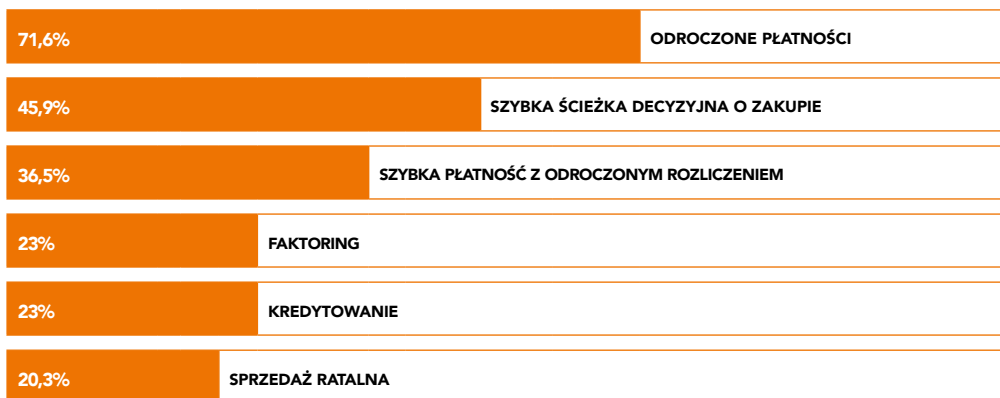 71,6% ODROCZONE PŁATNOŚCI
45,9% SZYBKA ŚCIEŻKA DECYZYJNA O ZAKUPIE
36,5% SZYBKA PŁATNOŚĆ Z ODROCZONYM ROZLICZENIEM
23% FAKTORING
23% KREDYTOWANIE
20,3% SPRZEDAŻ RATALNA